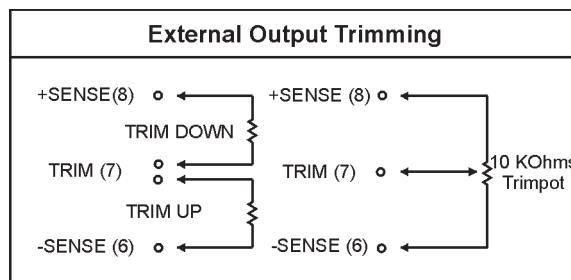 External Output Trimming
+SENSE(8)
TRIM DOWN
TRIM (7)
TRIM UP
-SENSE (6)
+SENSE (8)
TRIM (7)
10 KOhms
Trimpot
-SENSE (6)